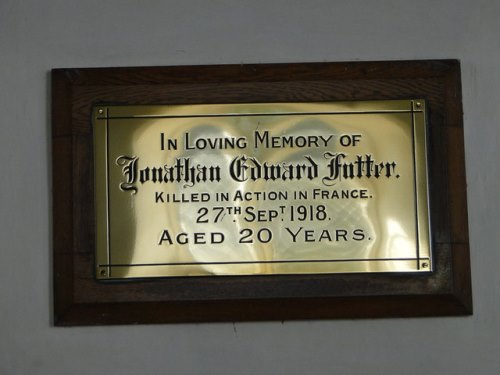 In Loving Memory of
Jonathan Edward Futter.
Killed in Action in France.
27TH Sept. 1918.
Aged 20 Years.